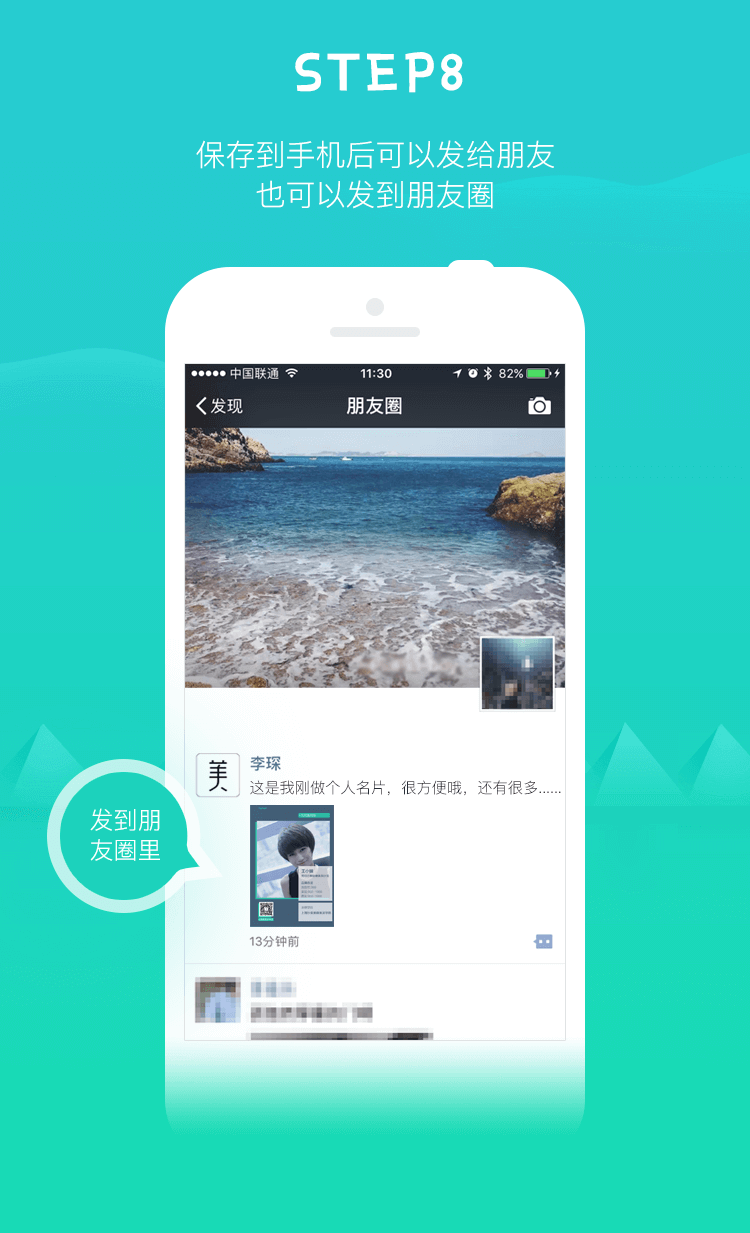 STEP8
保存到手机后可以发给朋友
也可以发到朋友圈
中国联通 11:30 82%
发现 朋友圈
美
李琛
这是我刚做个人名片，很方便哦，还有很多......
发到朋
友圈里
王小妹
13分钟前